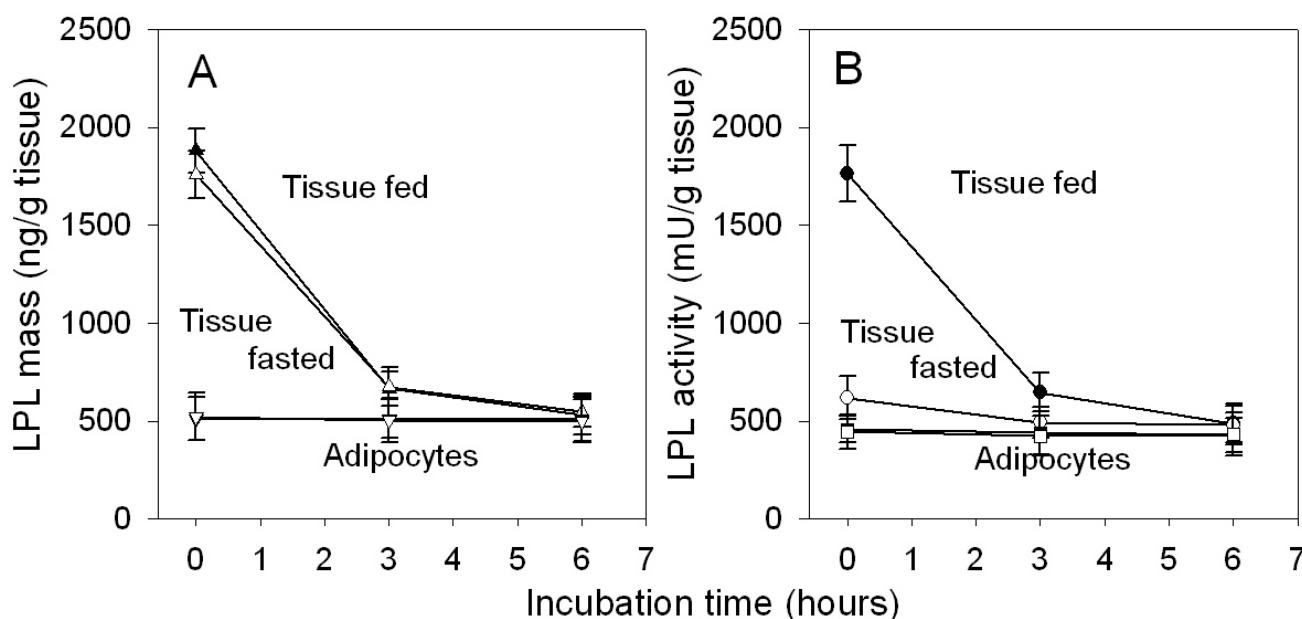 A
LPL mass (ng/g tissue)
2500
2000
1500
1000
500
0
Tissue fed
Tissue
fasted
Adipocytes
0 1 2 3 4 5 6 7
B
LPL activity (mU/g tissue)
2500
2000
1500
1000
500
0
Tissue fed
Tissue
fasted
Adipocytes
0 1 2 3 4 5 6 7
Incubation time (hours)